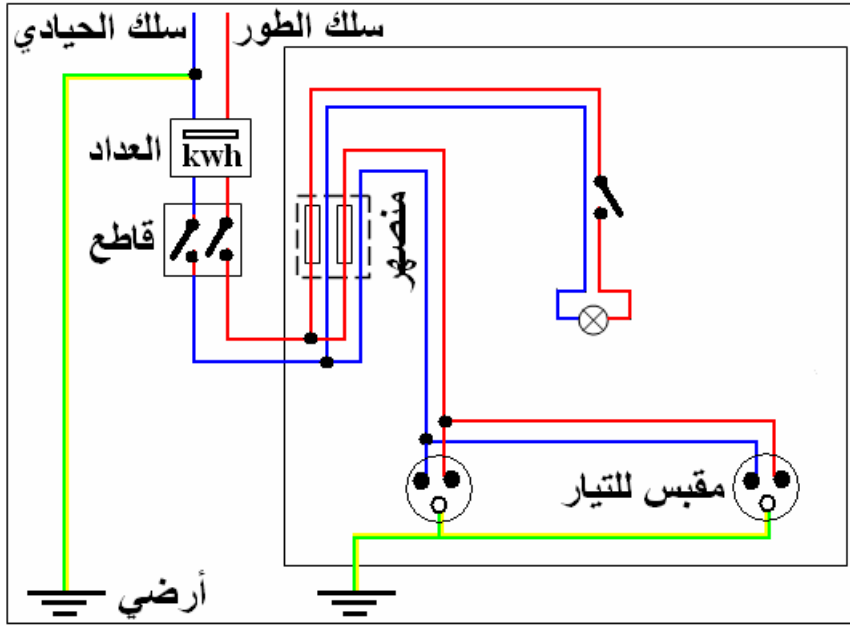 سلك الطور
سلك الحيادي
العداد
kwh
قاطع
منصهر
مقبس للتيار
أرضي